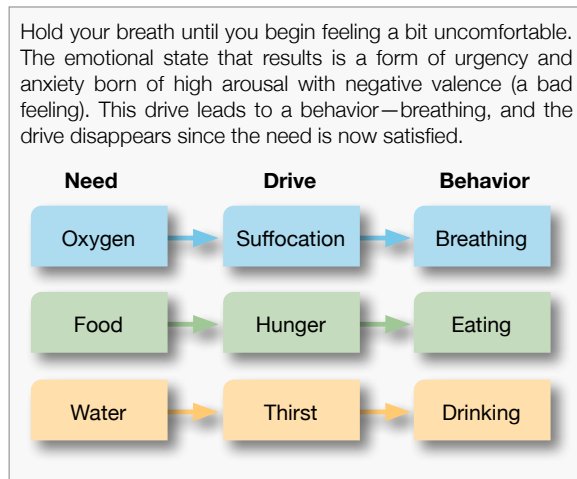 Hold your breath until you begin feeling a bit uncomfortable.
The emotional state that results is a form of urgency and
anxiety born of high arousal with negative valence (a bad
feeling). This drive leads to a behavior—breathing, and the
drive disappears since the need is now satisfied.
Need Drive Behavior
Oxygen Suffocation Breathing
Food Hunger Eating
Water Thirst Drinking